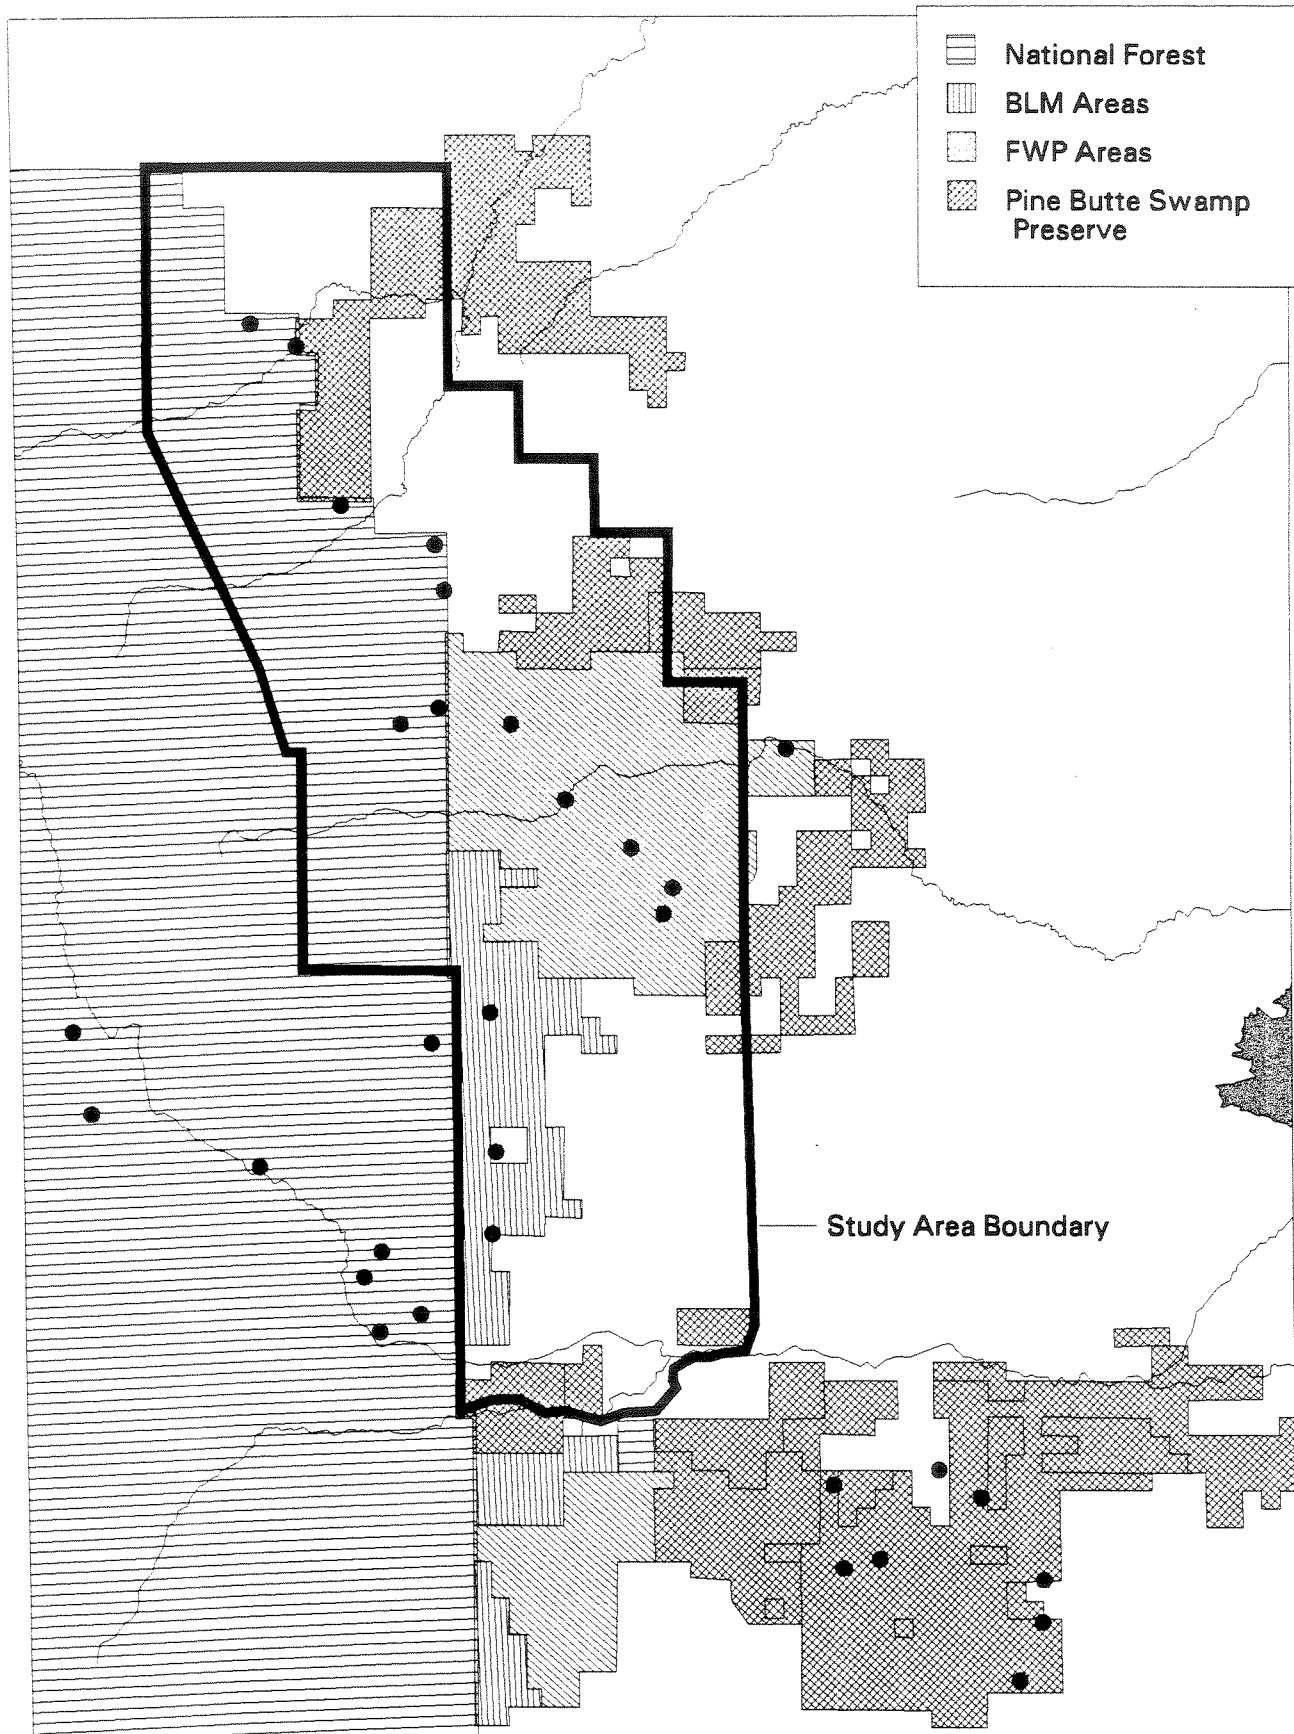 National Forest
BLM Areas
FWP Areas
Pine Butte Swamp
Preserve
Study Area Boundary